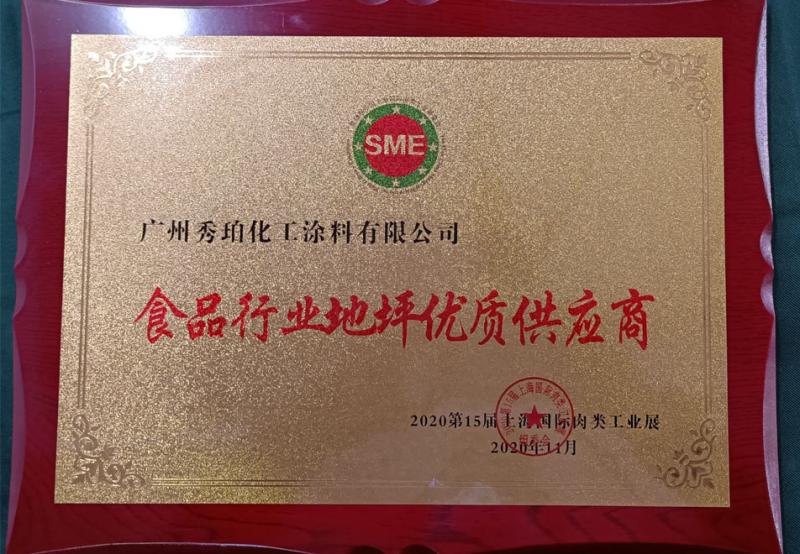 SME
广州秀珀化工涂料有限公司
食品行业地坪优质供应商
2020第15届上海国际肉类工业展
2020年11月